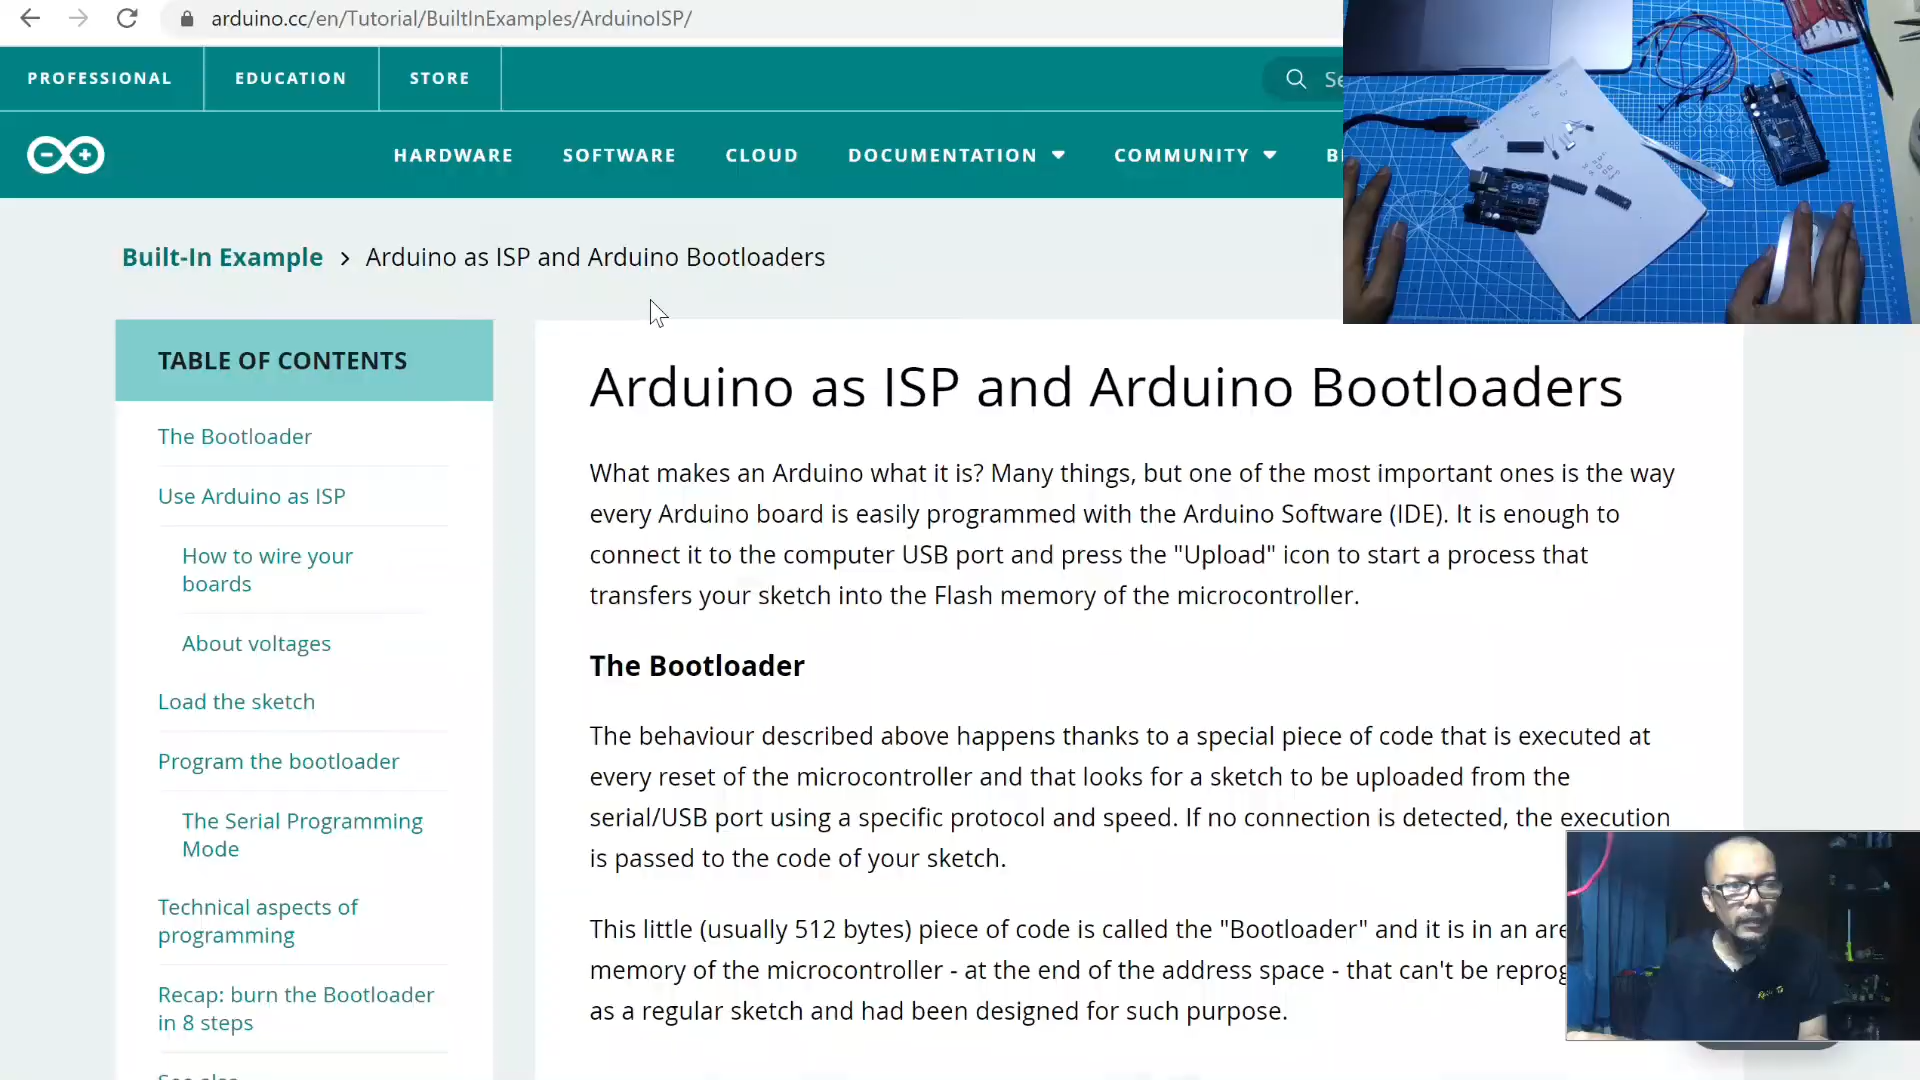 arduino.cc/en/Tutorial/BuiltInExamples/ArduinoISP/
PROFESSIONAL EDUCATION STORE
HARDWARE SOFTWARE CLOUD DOCUMENTATION COMMUNITY
Built-In Example > Arduino as ISP and Arduino Bootloaders
TABLE OF CONTENTS
The Bootloader
Use Arduino as ISP
How to wire your
boards
About voltages
Load the sketch
Program the bootloader
The Serial Programming
Mode
Technical aspects of
programming
Recap: burn the Bootloader
in 8 steps
See also
Arduino as ISP and Arduino Bootloaders
What makes an Arduino what it is? Many things, but one of the most important ones is the way
every Arduino board is easily programmed with the Arduino Software (IDE). It is enough to
connect it to the computer USB port and press the "Upload" icon to start a process that
transfers your sketch into the Flash memory of the microcontroller.
The Bootloader
The behaviour described above happens thanks to a special piece of code that is executed at
every reset of the microcontroller and that looks for a sketch to be uploaded from the
serial/USB port using a specific protocol and speed. If no connection is detected, the execution
is passed to the code of your sketch.
This little (usually 512 bytes) piece of code is called the "Bootloader" and it is in an
memory of the microcontroller - at the end of the address space - that can't be
as a regular sketch and had been designed for such purpose.